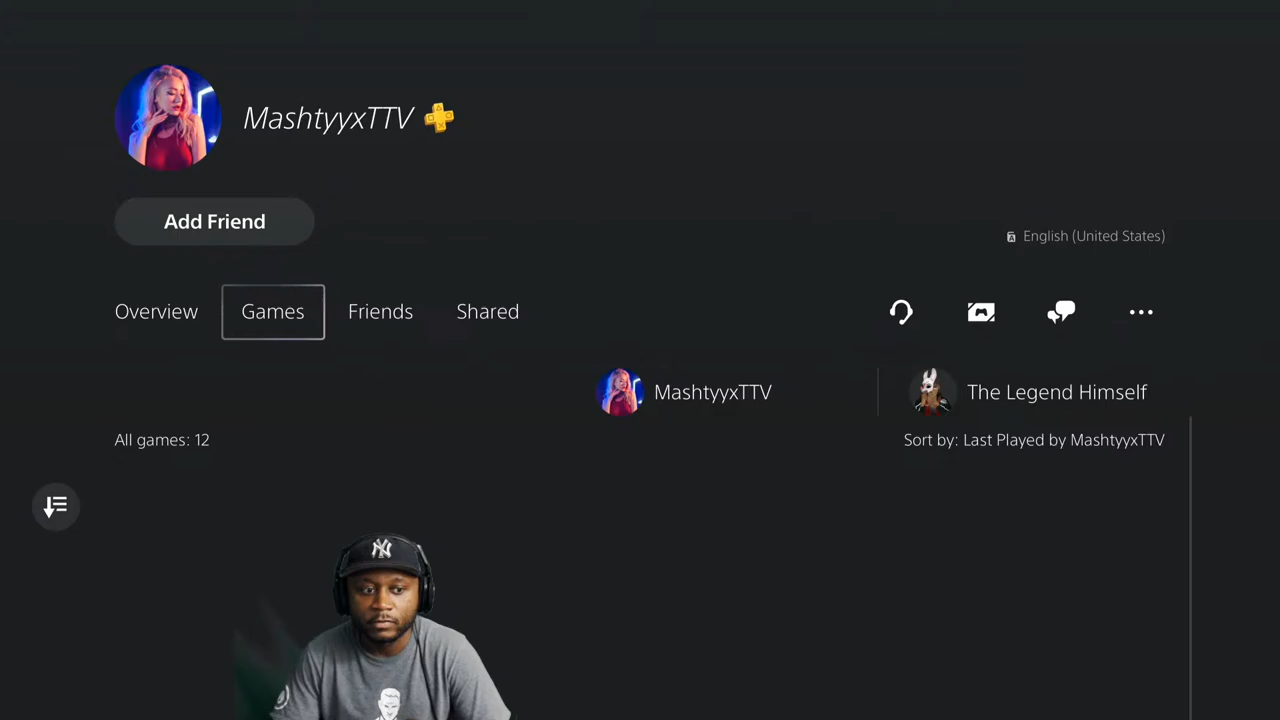 MashtyyxTTV
Add Friend
English (United States)
Overview Games Friends Shared
MashtyyxTTV The Legend Himself
All games: 12 Sort by: Last Played by MashtyyxTTV
NY